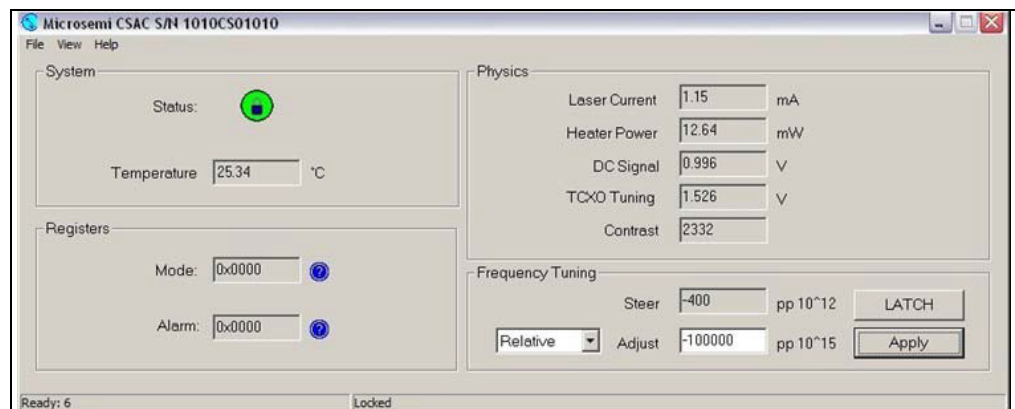 Microsemi CSAC S/N 1010CS01010
File View Help
System
Status:
Temperature 25.34 °C
Registers
Mode: 0x0000 ?
Alarm: 0x0000 ?
Physics
Laser Current 1.15 mA
Heater Power 12.64 mW
DC Signal 0.996 V
TCXO Tuning 1.526 V
Contrast 2332
Frequency Tuning
Steer -400 pp 10^12 LATCH
Relative Adjust -100000 pp 10^15 Apply
Ready: 6 Locked